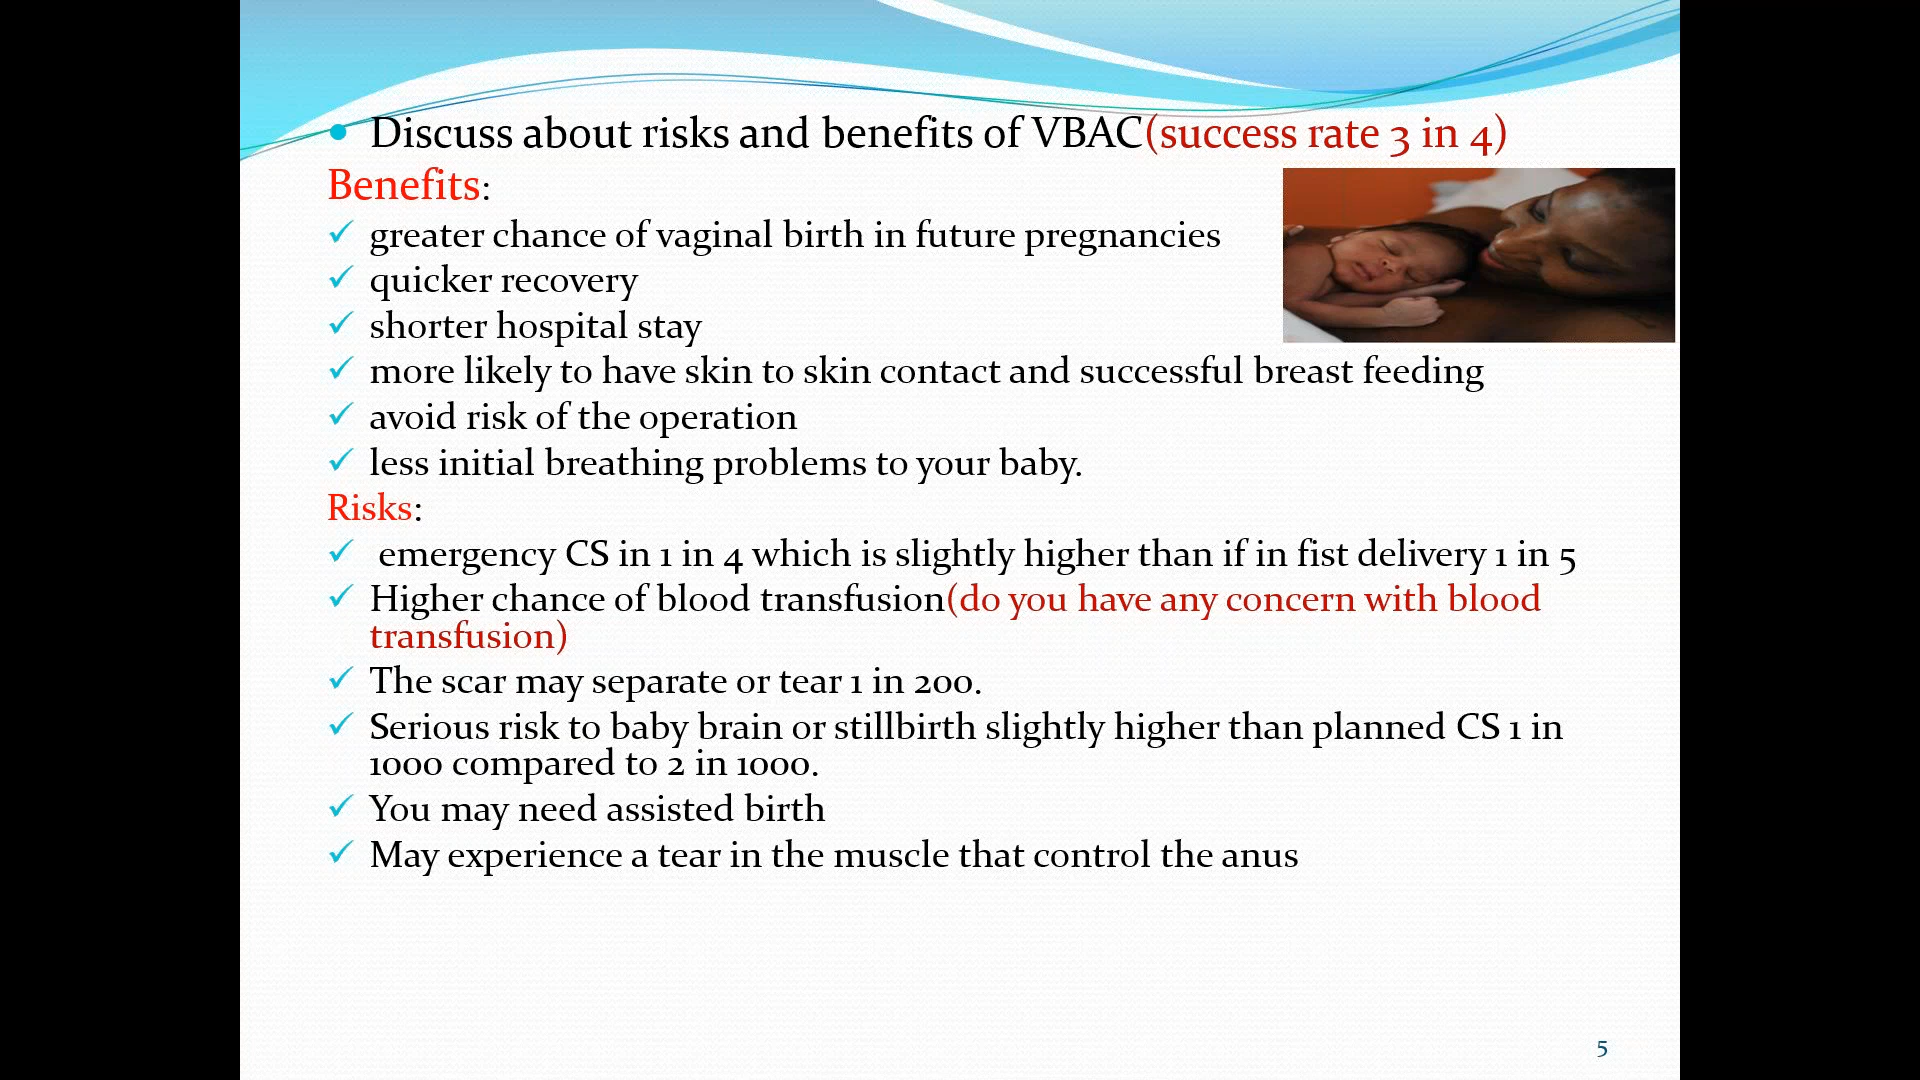 Discuss about risks and benefits of VBAC(success rate 3 in 4)
Benefits:
greater chance of vaginal birth in future pregnancies
quicker recovery
shorter hospital stay
more likely to have skin to skin contact and successful breast feeding
avoid risk of the operation
less initial breathing problems to your baby.
Risks:
emergency CS in 1 in 4 which is slightly higher than if in fist delivery 1 in 5
Higher chance of blood transfusion(do you have any concern with blood
transfusion)
The scar may separate or tear 1 in 200.
Serious risk to baby brain or stillbirth slightly higher than planned CS 1 in
1000 compared to 2 in 1000.
You may need assisted birth
May experience a tear in the muscle that control the anus
5